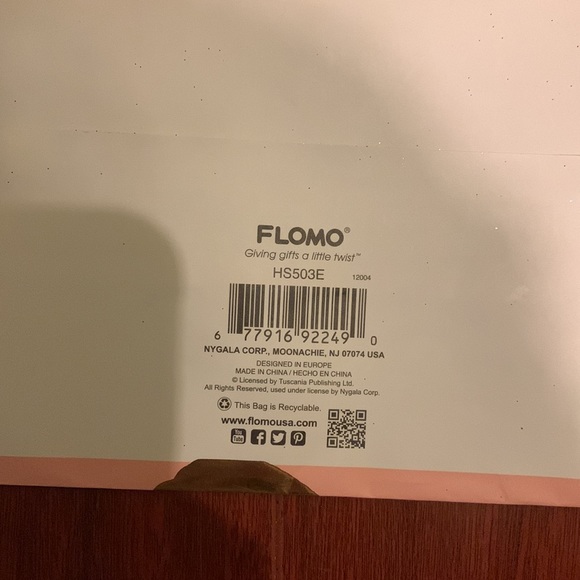 FLOMO®
Giving gifts a little twist™
HS503E 12004
6 77916 92249 0
NYGALA CORP., MOONACHIE, NJ 07074 USA
DESIGNED IN EUROPE
MADE IN CHINA / HECHO EN CHINA
© Licensed by Tuscania Publishing Ltd.
All Rights Reserved, used under license by Nygala Corp.
This Bag is Recyclable.
www.flomousa.com
You Tube